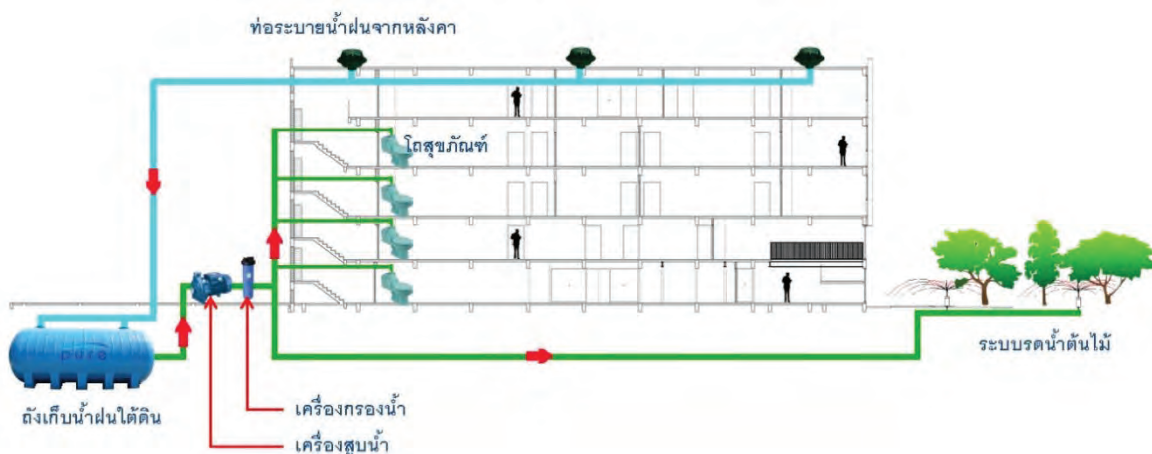 ท่อระบายน้ำฝนจากหลังคา
โถสุขภัณฑ์
ระบบรดน้ำต้นไม้
ถังเก็บน้ำฝนใต้ดิน
เครื่องกรองน้ำ
เครื่องสูบน้ำ